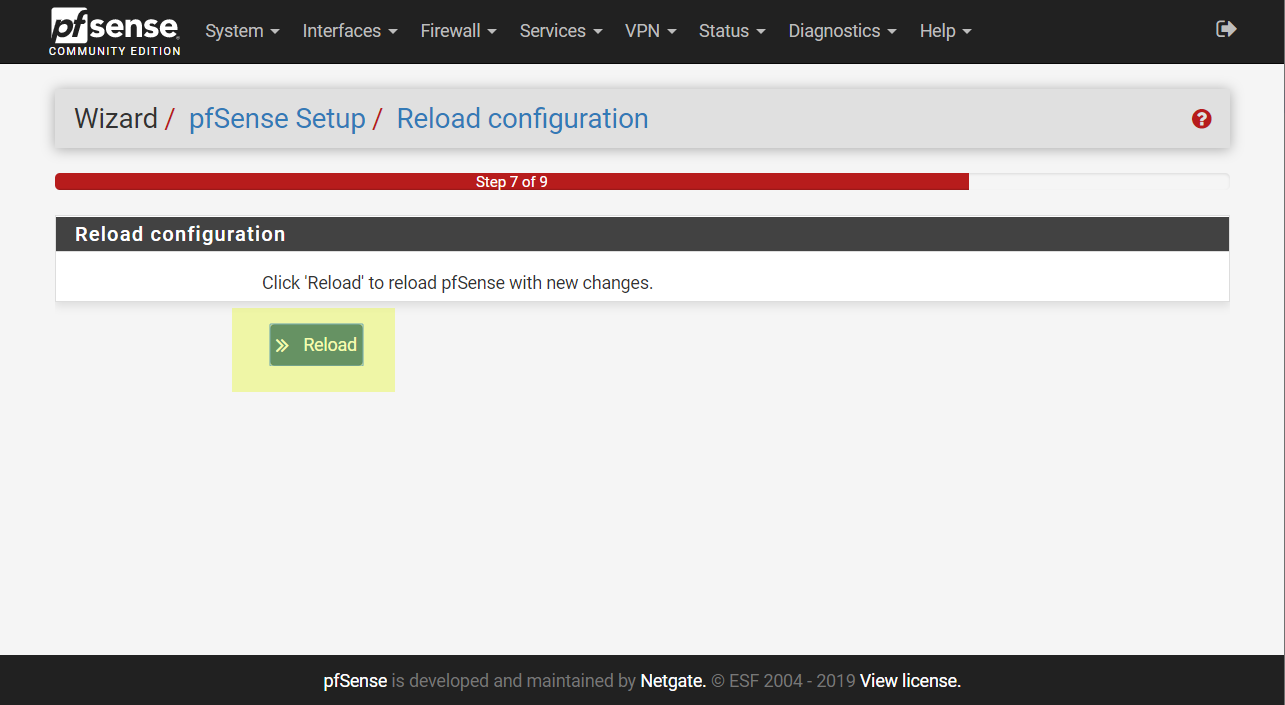 pfsense
COMMUNITY EDITION
System Interfaces Firewall Services VPN Status Diagnostics Help
Wizard / pfSense Setup / Reload configuration
Step 7 of 9
Reload configuration
Click 'Reload' to reload pfSense with new changes.
Reload
pfSense is developed and maintained by Netgate. © ESF 2004 - 2019 View license.